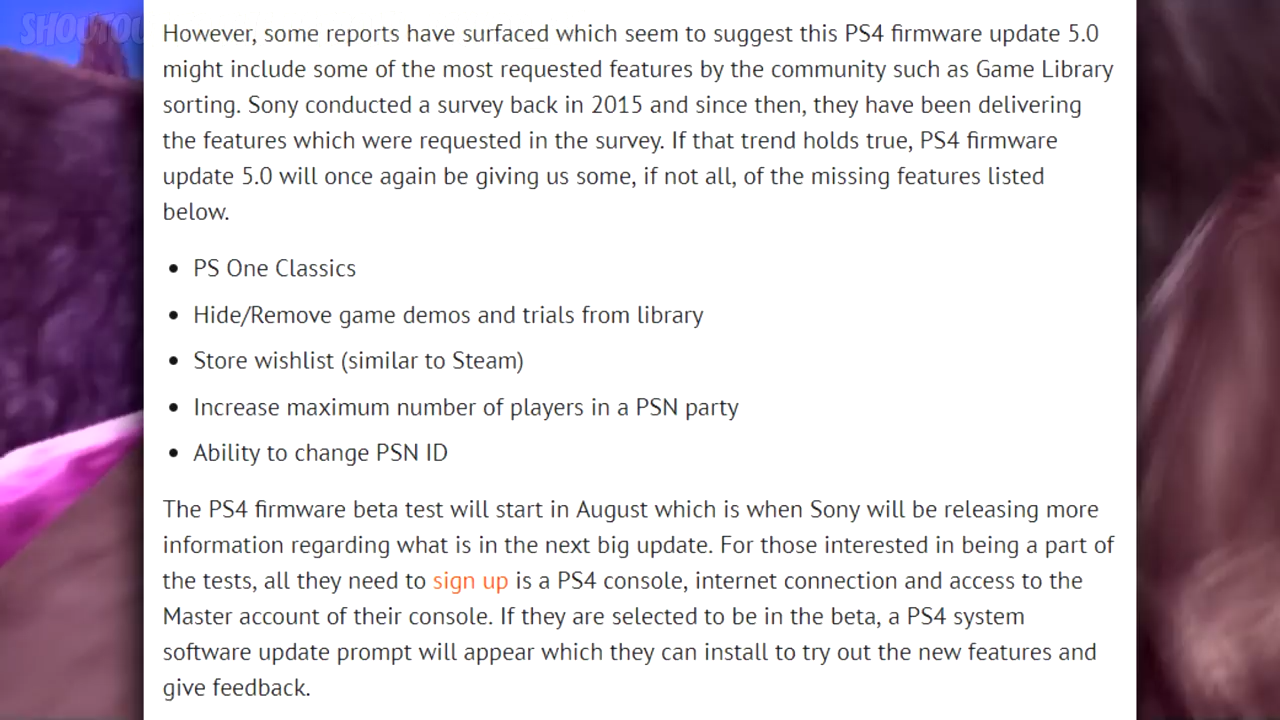 SHOUTOU
However, some reports have surfaced which seem to suggest this PS4 firmware update 5.0
might include some of the most requested features by the community such as Game Library
sorting. Sony conducted a survey back in 2015 and since then, they have been delivering
the features which were requested in the survey. If that trend holds true, PS4 firmware
update 5.0 will once again be giving us some, if not all, of the missing features listed
below.
• PS One Classics
• Hide/Remove game demos and trials from library
• Store wishlist (similar to Steam)
• Increase maximum number of players in a PSN party
• Ability to change PSN ID
The PS4 firmware beta test will start in August which is when Sony will be releasing more
information regarding what is in the next big update. For those interested in being a part of
the tests, all they need to sign up is a PS4 console, internet connection and access to the
Master account of their console. If they are selected to be in the beta, a PS4 system
software update prompt will appear which they can install to try out the new features and
give feedback.